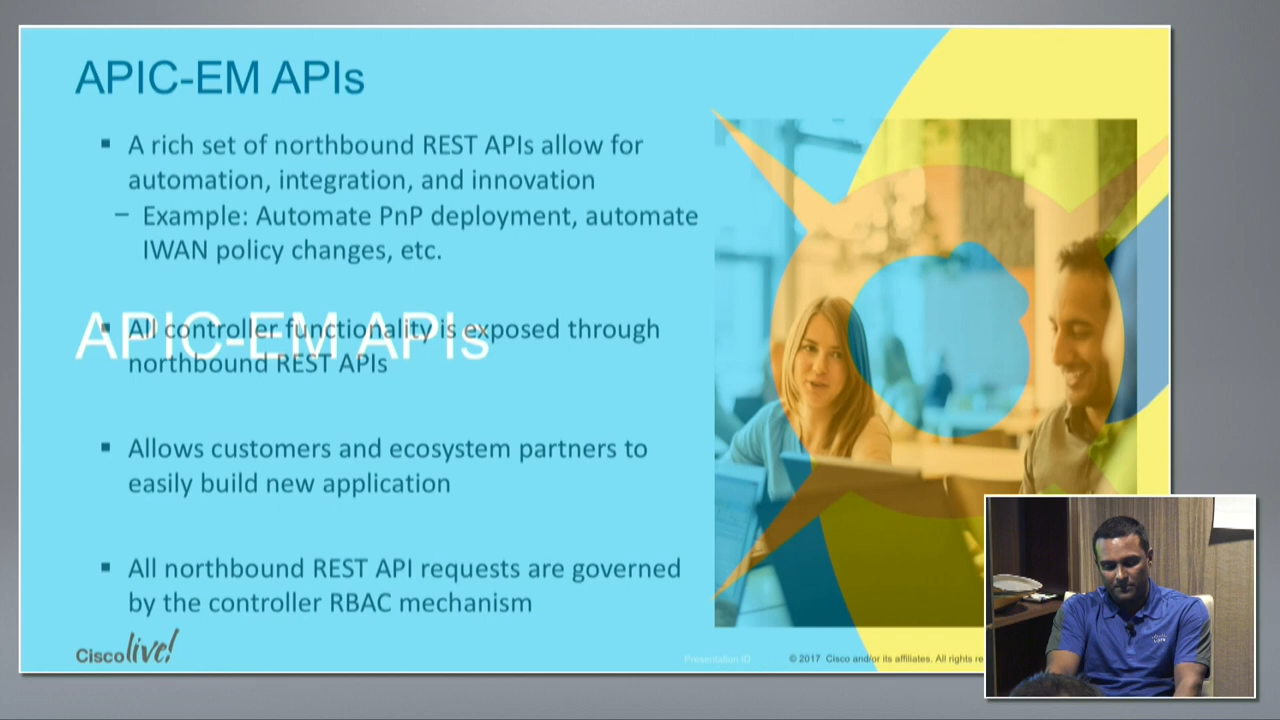 APIC-EM APIs
▪ A rich set of northbound REST APIs allow for
automation, integration, and innovation
– Example: Automate PnP deployment, automate
IWAN policy changes, etc.
APIC-EM APIs
▪ All controller functionality is exposed through
northbound REST APIs
▪ Allows customers and ecosystem partners to
easily build new application
▪ All northbound REST API requests are governed
by the controller RBAC mechanism
Cisco live!
Presentation ID
© 2017 Cisco and/or its affiliates. All rights re